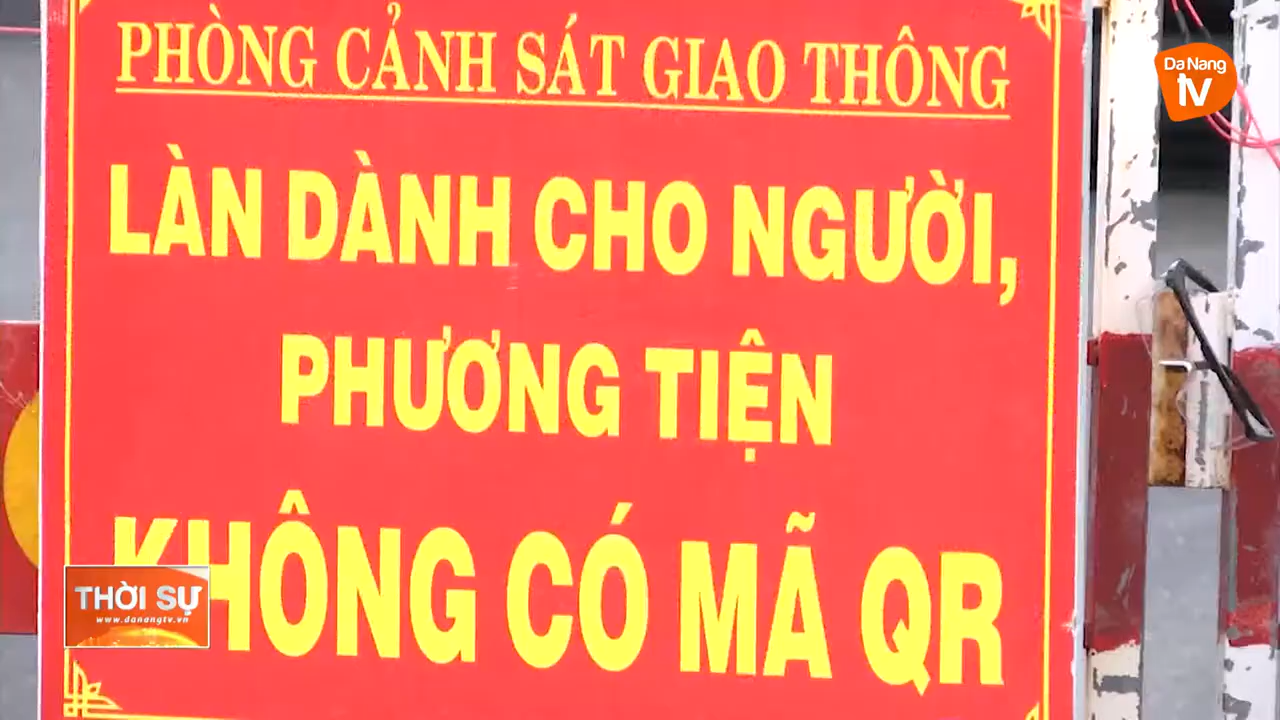 PHÒNG CẢNH SÁT GIAO THÔNG
Da Nang
tv
LÀN DÀNH CHO NGƯỜI,
PHƯƠNG TIỆN
KHÔNG CÓ MÃ QR
THỜI SỰ
www.danangtv.vn